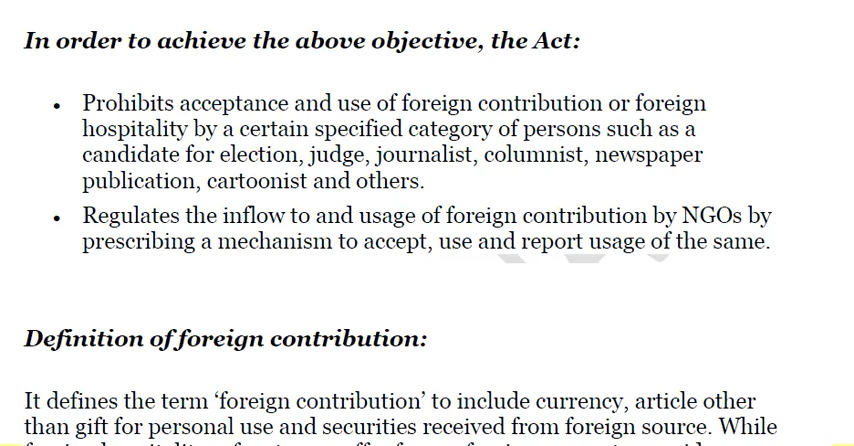 In order to achieve the above objective, the Act:
• Prohibits acceptance and use of foreign contribution or foreign
hospitality by a certain specified category of persons such as a
candidate for election, judge, journalist, columnist, newspaper
publication, cartoonist and others.
• Regulates the inflow to and usage of foreign contribution by NGOs by
prescribing a mechanism to accept, use and report usage of the same.
Definition of foreign contribution:
It defines the term ‘foreign contribution’ to include currency, article other
than gift for personal use and securities received from foreign source. While